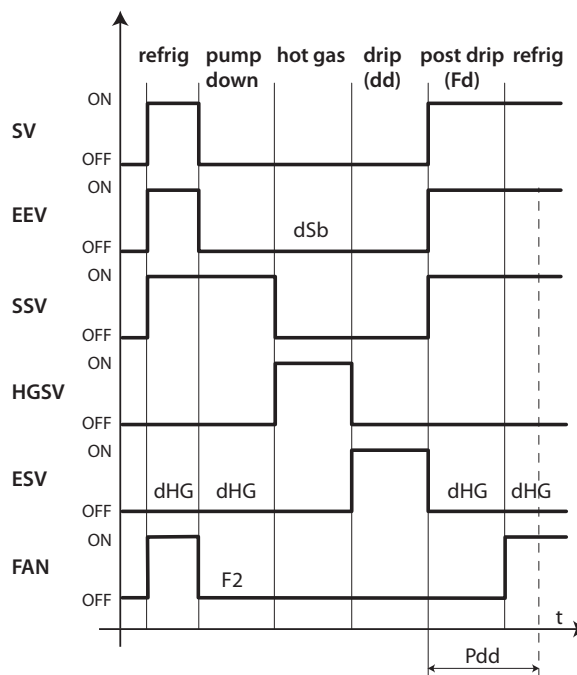 refrig pump down hot gas drip (dd) post drip (Fd) refrig
SV ON OFF
EEV ON OFF dSb
SSV ON OFF
HGSV ON OFF
ESV ON OFF dHG dHG dHG dHG
FAN ON OFF F2
t
Pdd